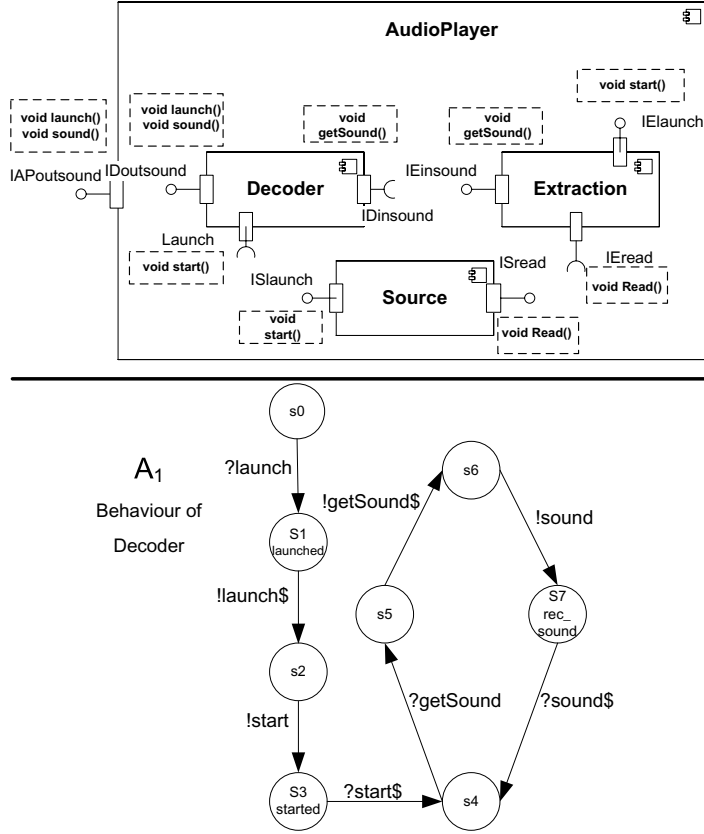 AudioPlayer
void start()
void launch()
void sound()
void launch()
void sound()
void
getSound()
void
getSound()
IElaunch
IAPoutsound
IDoutsound
IEinsound
Decoder
Extraction
IDinsound
Launch
void start()
ISlaunch
ISread
IEread
void Read()
Source
void
start()
void Read()
s0
?launch
A1
Behaviour of
Decoder
s6
!getSound$
!sound
S1
launched
!launch$
s5
S7
rec_
sound
s2
?getSound
?sound$
!start
S3
started
?start$
s4